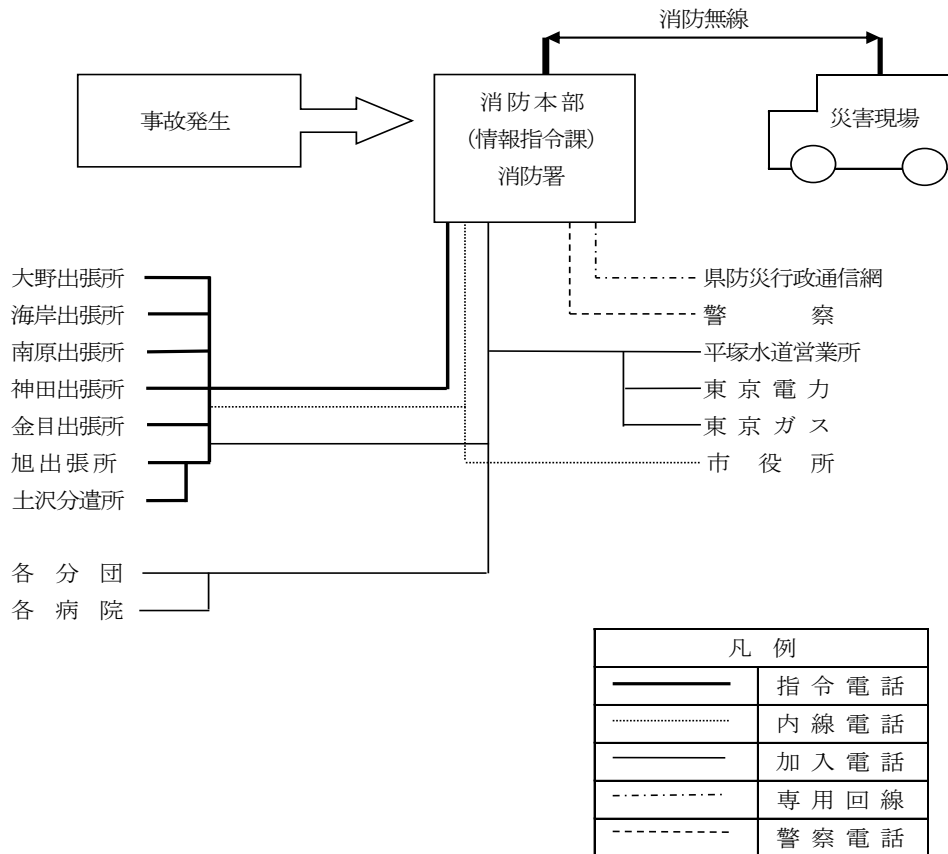 消防無線
事故発生
消防本部
(情報指令課)
消防署
災害現場
大野出張所
海岸出張所
南原出張所
神田出張所
金目出張所
旭出張所
土沢分遣所
各分団
各病院
県防災行政通信網
警察
平塚水道営業所
東京電力
東京ガス
市役所
凡例
指令電話
内線電話
加入電話
専用回線
警察電話